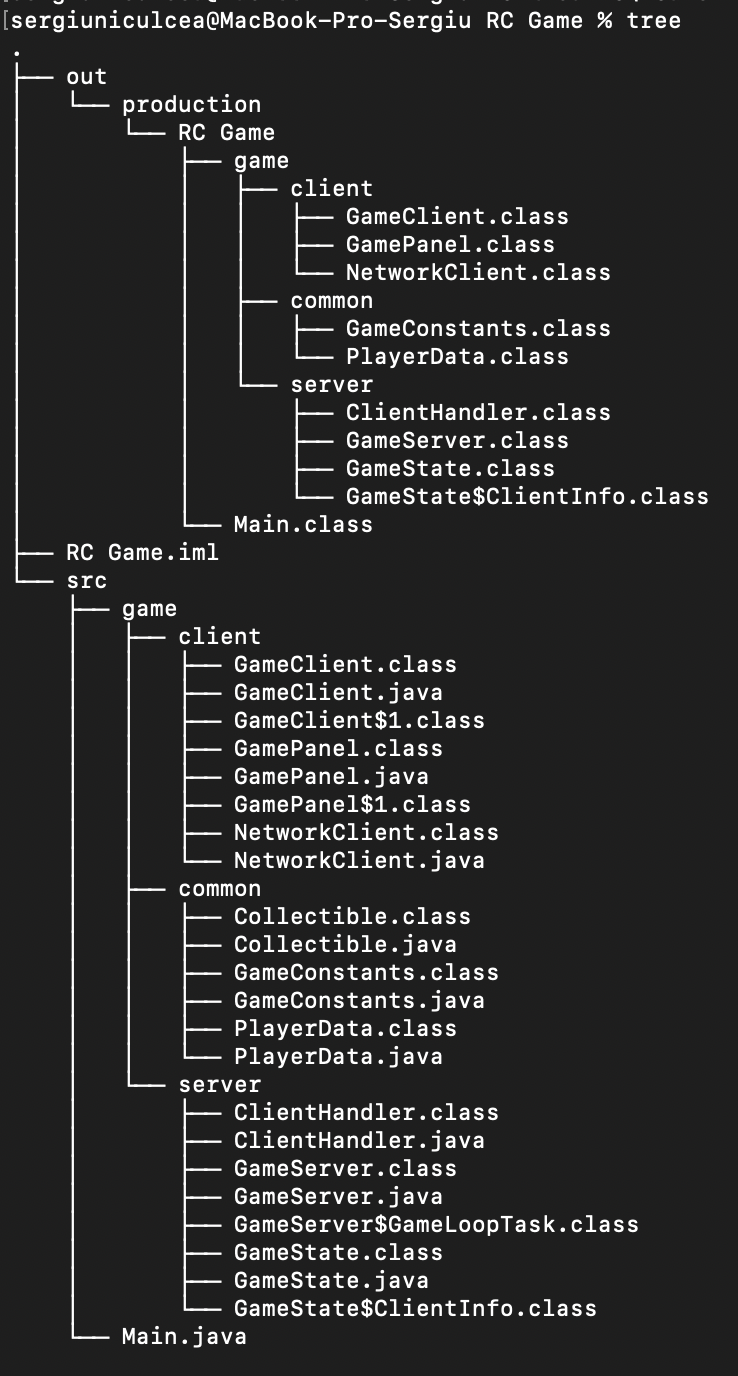 [sergiuniculcea@MacBook-Pro-Sergiu RC Game % tree
.
├── out
│   └── production
│       └── RC Game
│           ├── game
│           │   ├── client
│           │   │   ├── GameClient.class
│           │   │   ├── GamePanel.class
│           │   │   └── NetworkClient.class
│           │   ├── common
│           │   │   ├── GameConstants.class
│           │   │   └── PlayerData.class
│           │   └── server
│           │       ├── ClientHandler.class
│           │       ├── GameServer.class
│           │       ├── GameState.class
│           │       └── GameState$ClientInfo.class
│           └── Main.class
├── RC Game.iml
└── src
    ├── game
    │   ├── client
    │   │   ├── GameClient.class
    │   │   ├── GameClient.java
    │   │   ├── GameClient$1.class
    │   │   ├── GamePanel.class
    │   │   ├── GamePanel.java
    │   │   ├── GamePanel$1.class
    │   │   ├── NetworkClient.class
    │   │   └── NetworkClient.java
    │   ├── common
    │   │   ├── Collectible.class
    │   │   ├── Collectible.java
    │   │   ├── GameConstants.class
    │   │   ├── GameConstants.java
    │   │   ├── PlayerData.class
    │   │   └── PlayerData.java
    │   └── server
    │       ├── ClientHandler.class
    │       ├── ClientHandler.java
    │       ├── GameServer.class
    │       ├── GameServer.java
    │       ├── GameServer$GameLoopTask.class
    │       ├── GameState.class
    │       ├── GameState.java
    │       └── GameState$ClientInfo.class
    └── Main.java